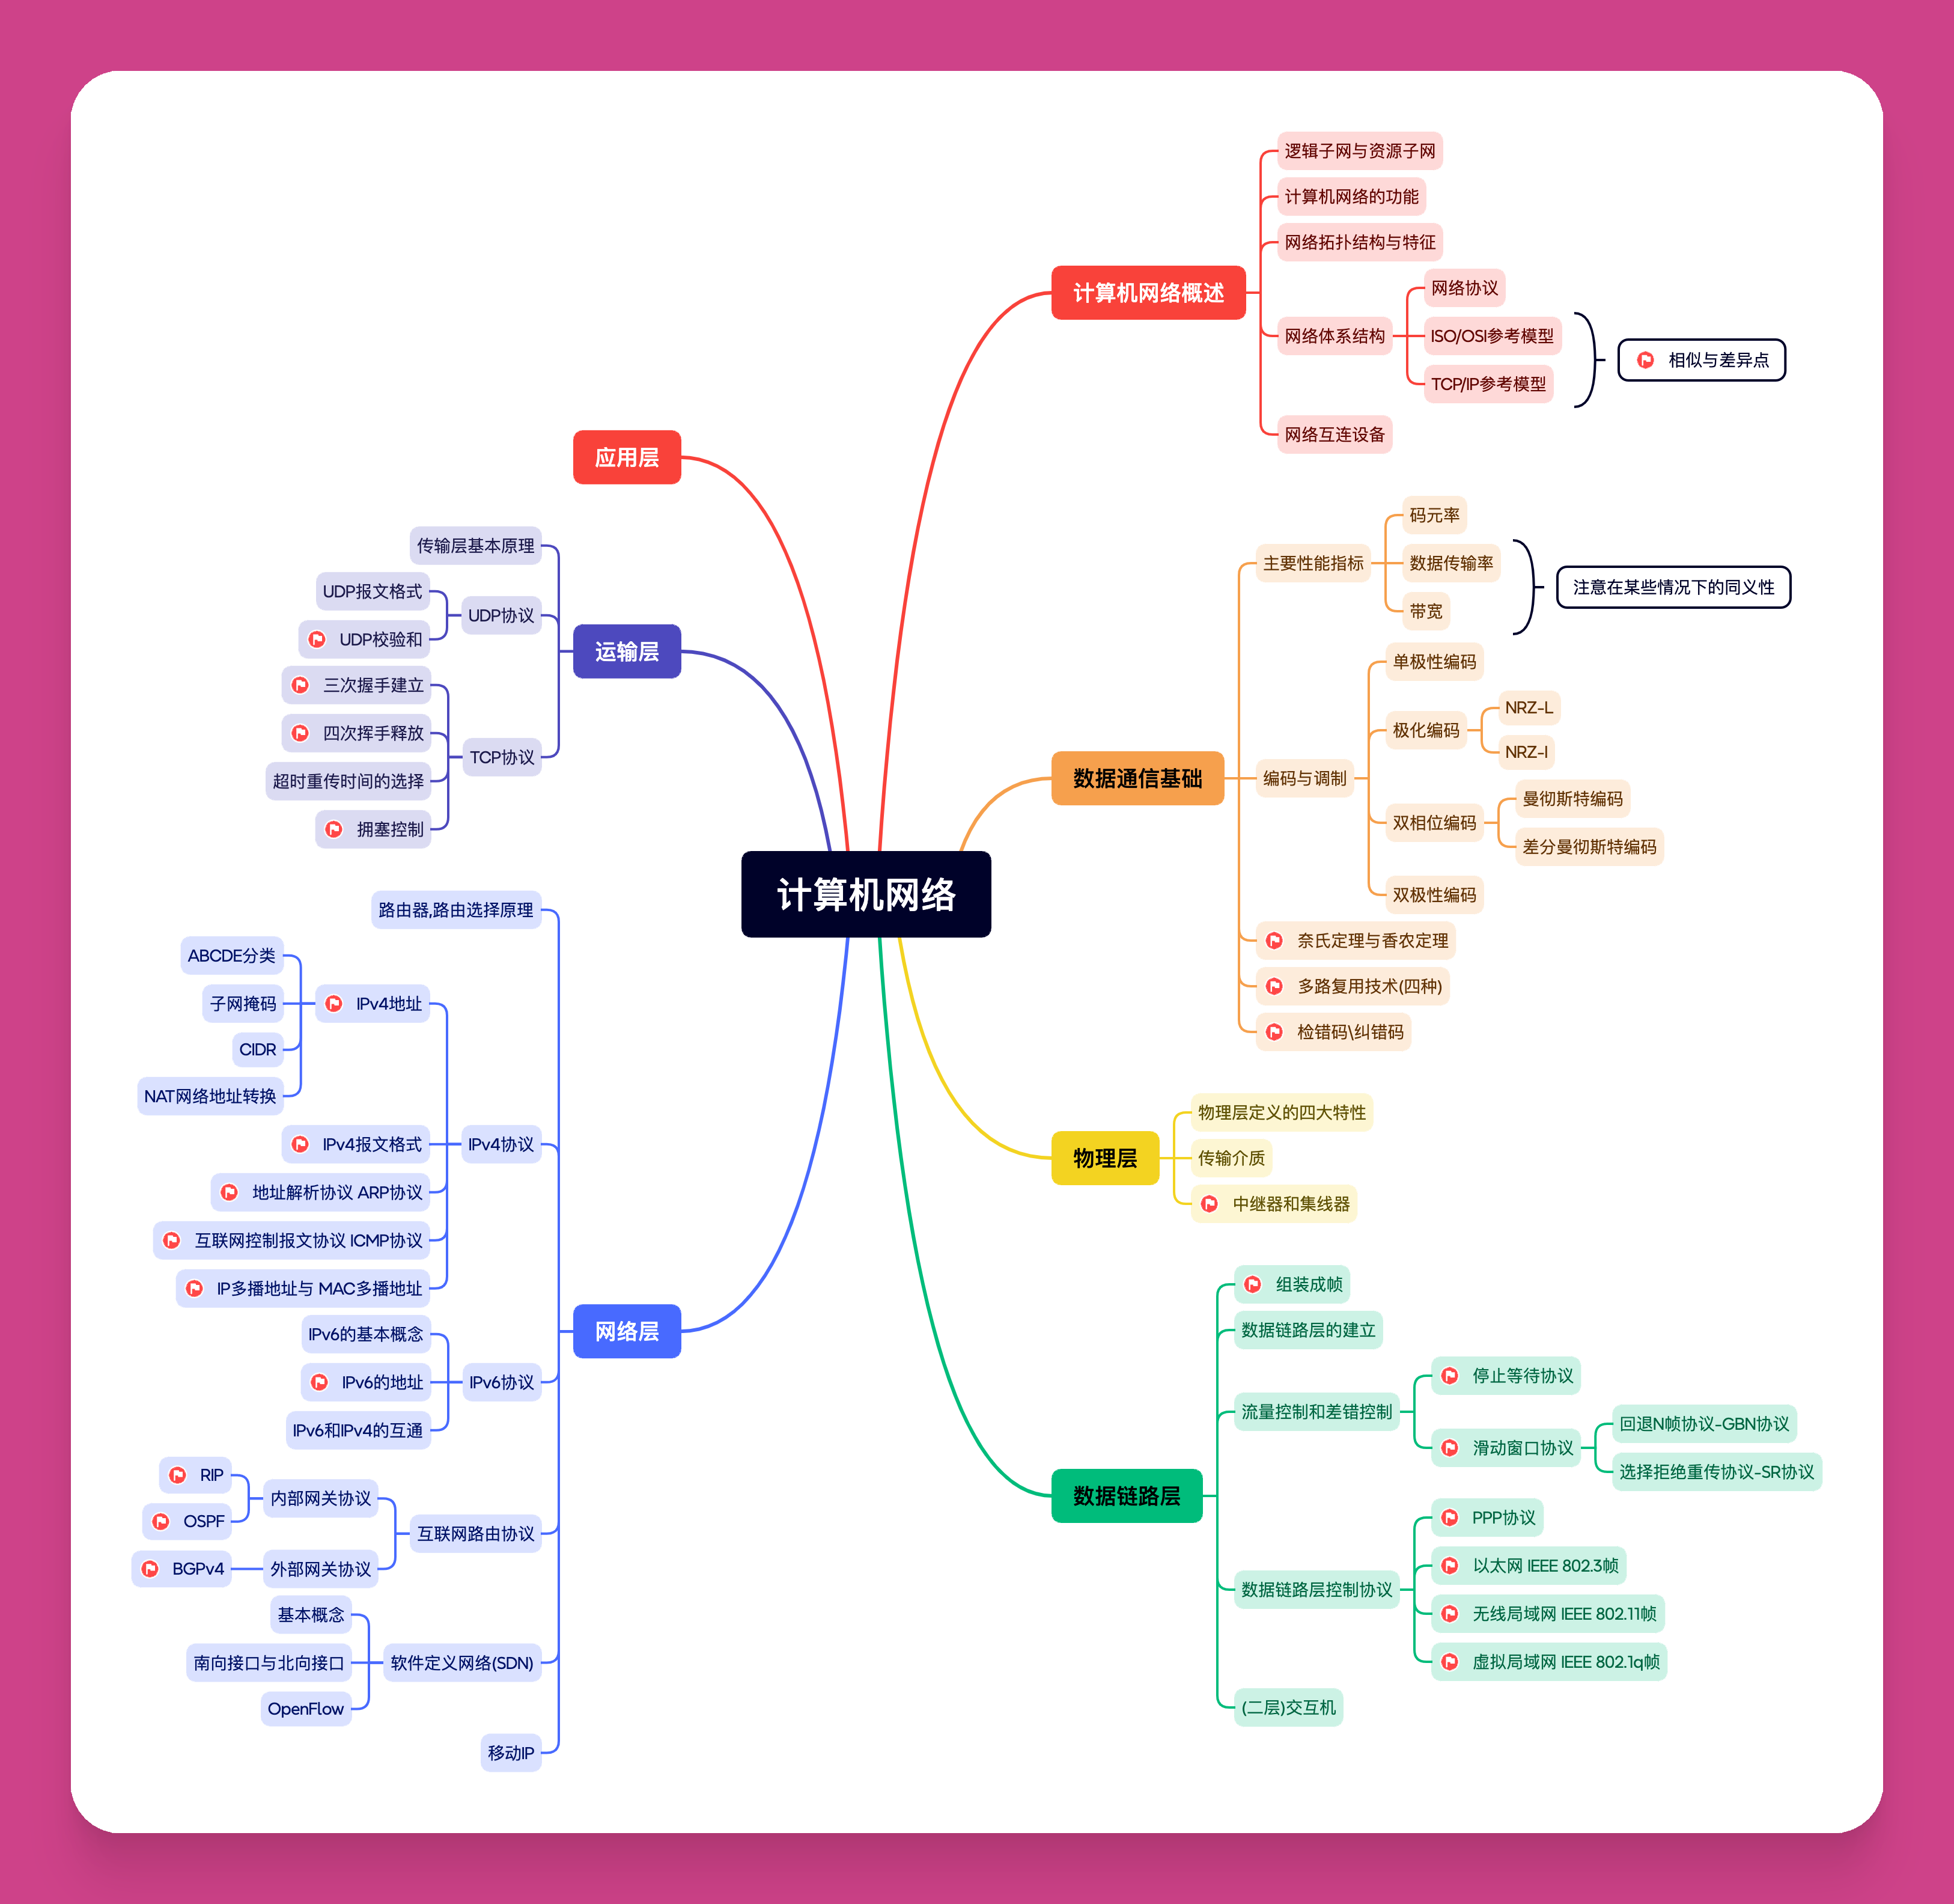 计算机网络
计算机网络概述
逻辑子网与资源子网
计算机网络的功能
网络拓扑结构与特征
网络体系结构
网络协议
ISO/OSI参考模型
TCP/IP参考模型
相似与差异点
网络互连设备
数据通信基础
主要性能指标
码元率
数据传输率
带宽
注意在某些情况下的同义性
编码与调制
单极性编码
极化编码
NRZ-L
NRZ-I
双相位编码
曼彻斯特编码
差分曼彻斯特编码
双极性编码
奈氏定理与香农定理
多路复用技术(四种)
检错码\纠错码
物理层
物理层定义的四大特性
传输介质
中继器和集线器
数据链路层
组装成帧
数据链路层的建立
流量控制和差错控制
停止等待协议
滑动窗口协议
回退N帧协议-GBN协议
选择拒绝重传协议-SR协议
数据链路层控制协议
PPP协议
以太网 IEEE 802.3帧
无线局域网 IEEE 802.11帧
虚拟局域网 IEEE 802.1q帧
(二层)交互机
应用层
运输层
传输层基本原理
UDP协议
UDP报文格式
UDP校验和
TCP协议
三次握手建立
四次挥手释放
超时重传时间的选择
拥塞控制
网络层
路由器,路由选择原理
IPv4协议
IPv4地址
ABCDE分类
子网掩码
CIDR
NAT网络地址转换
IPv4报文格式
地址解析协议 ARP协议
互联网控制报文协议 ICMP协议
IP多播地址与 MAC多播地址
IPv6协议
IPv6的基本概念
IPv6的地址
IPv6和IPv4的互通
互联网路由协议
内部网关协议
RIP
OSPF
外部网关协议
BGPv4
软件定义网络(SDN)
基本概念
南向接口与北向接口
OpenFlow
移动IP